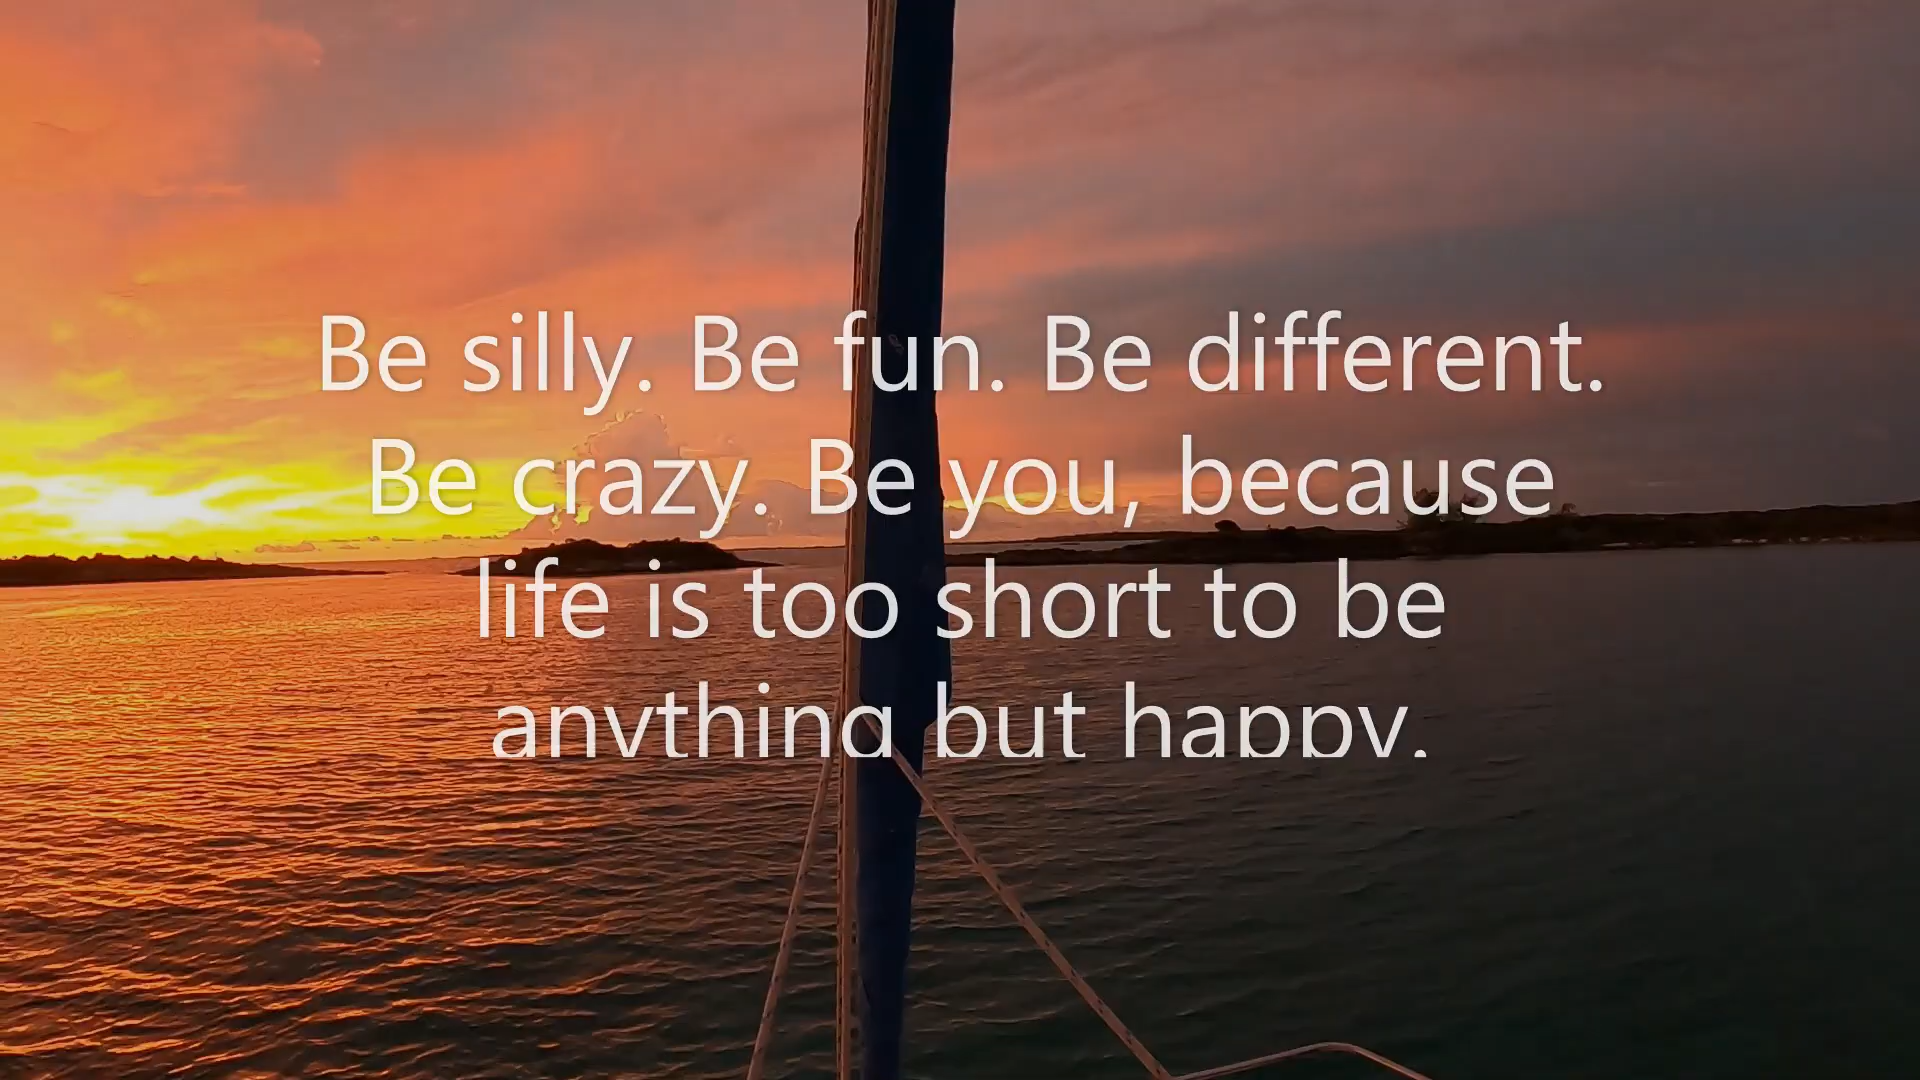 Be silly. Be fun. Be different.
Be crazy. Be you, because
life is too short to be
anything but happy.